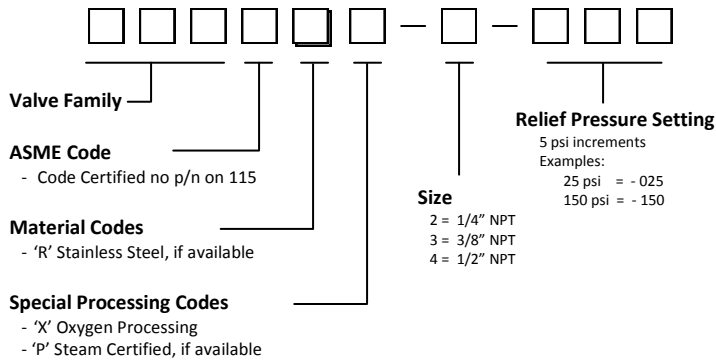 Valve Family
ASME Code
- Code Certified no p/n on 115
Material Codes
- ‘R’ Stainless Steel, if available
Special Processing Codes
- ‘X’ Oxygen Processing
- ‘P’ Steam Certified, if available
Size
2 = 1/4” NPT
3 = 3/8” NPT
4 = 1/2” NPT
Relief Pressure Setting
5 psi increments
Examples:
25 psi = - 025
150 psi = - 150